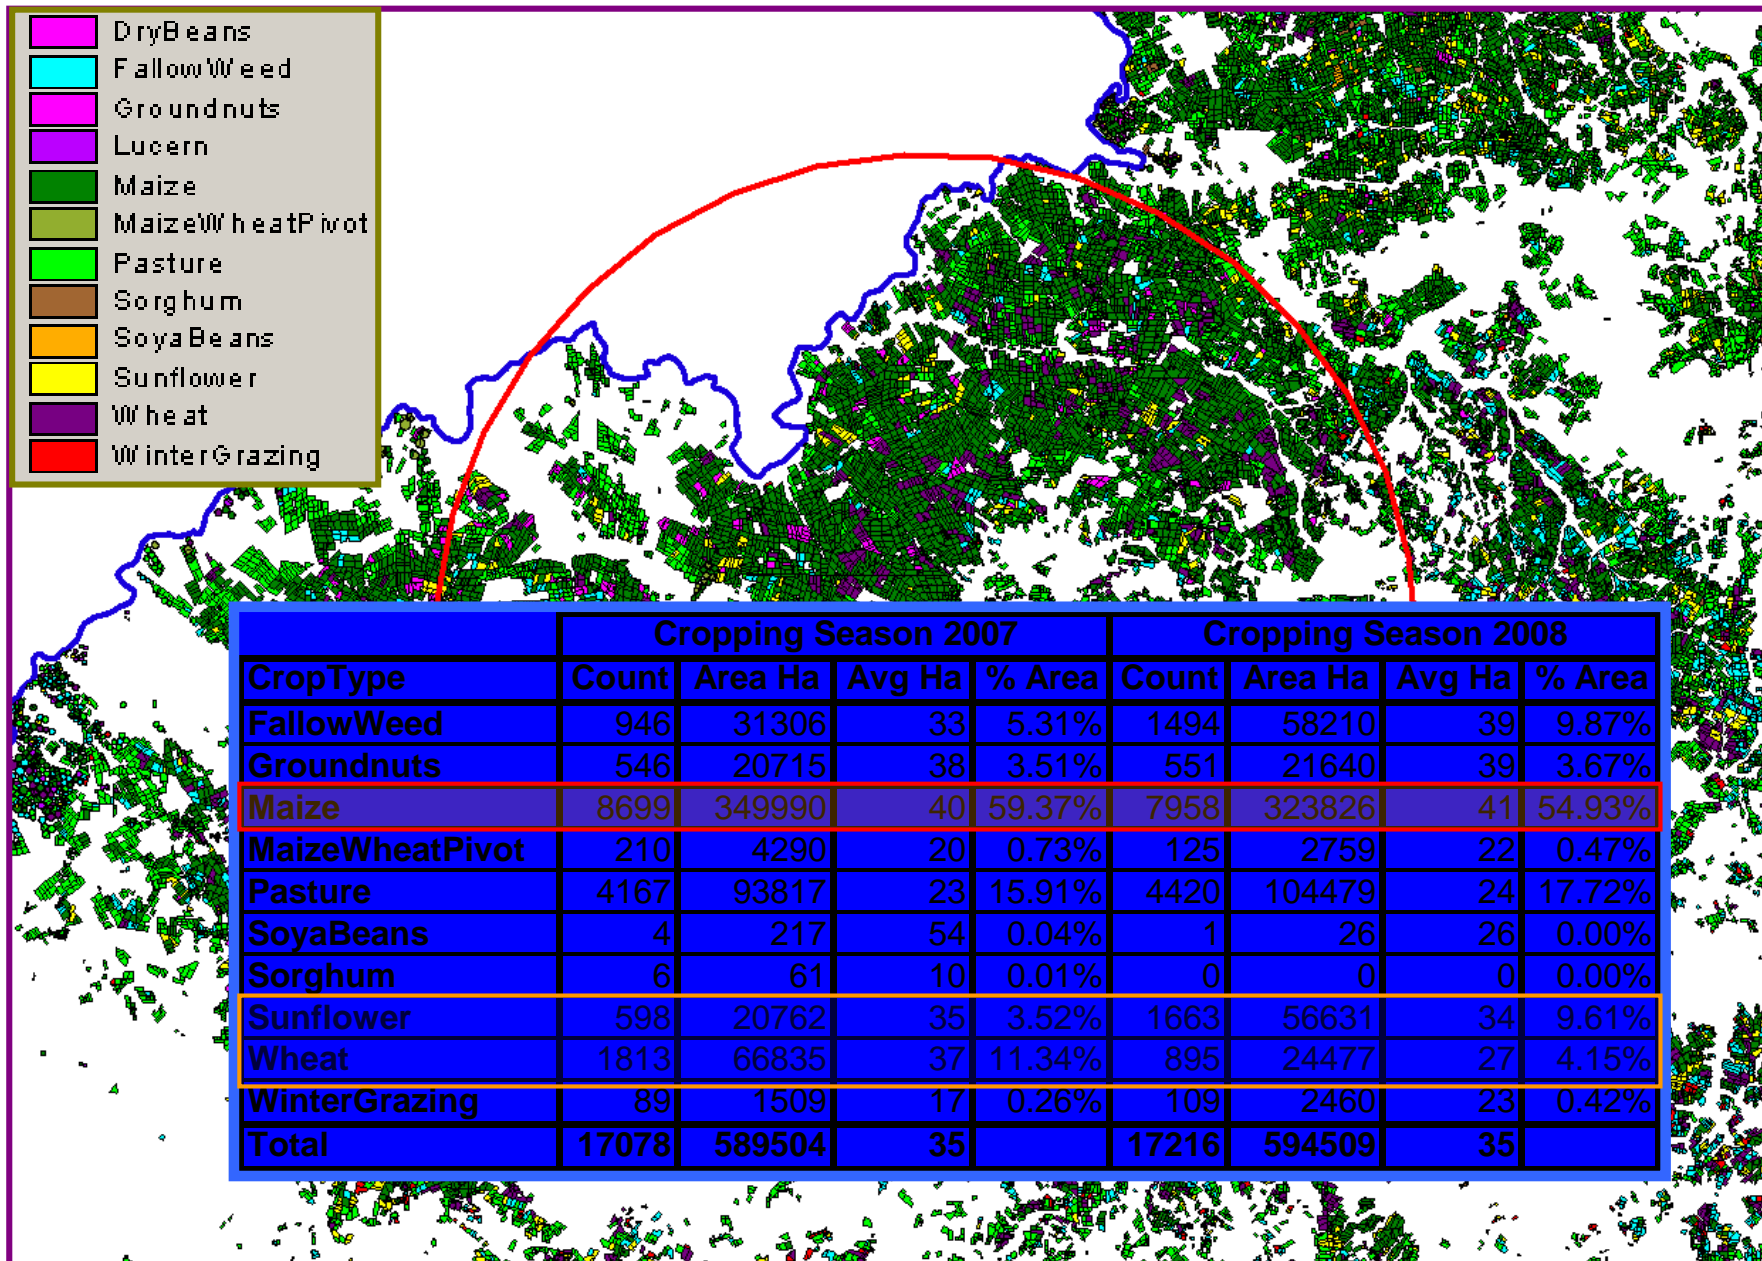 DryBeans
FallowWeed
Groundnuts
Lucern
Maize
MaizeWheatPivot
Pasture
Sorghum
SoyaBeans
Sunflower
Wheat
WinterGrazing
Cropping Season 2007 Cropping Season 2008
CropType Count Area Ha Avg Ha % Area Count Area Ha Avg Ha % Area
FallowWeed 946 31306 33 5.31% 1494 58210 39 9.87%
Groundnuts 546 20715 38 3.51% 551 21640 39 3.67%
Maize 8699 349990 40 59.37% 7958 323826 41 54.93%
MaizeWheatPivot 210 4290 20 0.73% 125 2759 22 0.47%
Pasture 4167 93817 23 15.91% 4420 104479 24 17.72%
SoyaBeans 4 217 54 0.04% 1 26 26 0.00%
Sorghum 6 61 10 0.01% 0 0 0 0.00%
Sunflower 598 20762 35 3.52% 1663 56631 34 9.61%
Wheat 1813 66835 37 11.34% 895 24477 27 4.15%
WinterGrazing 89 1509 17 0.26% 109 2460 23 0.42%
Total 17078 589504 35 17216 594509 35